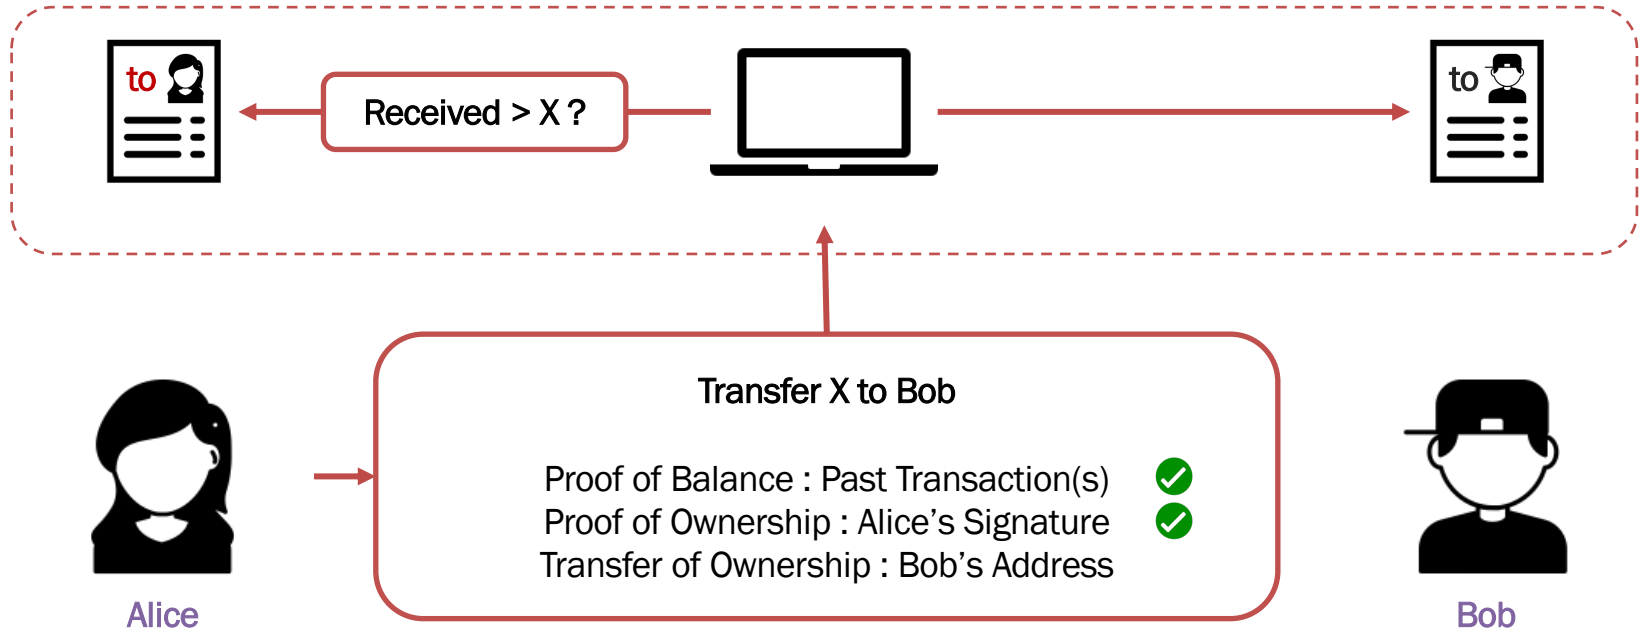 to
Received > X ?
to
Transfer X to Bob
Proof of Balance : Past Transaction(s)
Proof of Ownership : Alice’s Signature
Transfer of Ownership : Bob’s Address
Alice
Bob